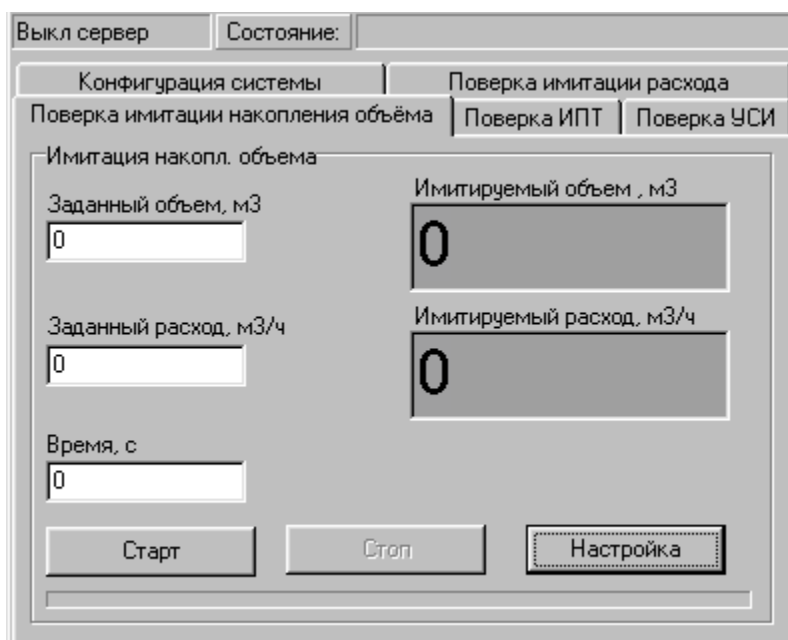 Выкл сервер Состояние:
Конфигурация системы Поверка имитации расхода
Поверка имитации накопления объёма Поверка ИПТ Поверка УСИ
Имитация накопл. объема
Заданный объем, м3 Имитируемый объем , м3
0 0
Заданный расход, м3/ч Имитируемый расход, м3/ч
0 0
Время, с
0
Старт Стоп Настройка